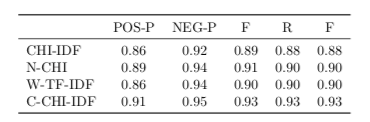 POS-P NEG-P F R F
CHI-IDF 0.86 0.92 0.89 0.88 0.88
N-CHI 0.89 0.94 0.91 0.90 0.90
W-TF-IDF 0.86 0.94 0.90 0.90 0.90
C-CHI-IDF 0.91 0.95 0.93 0.93 0.93